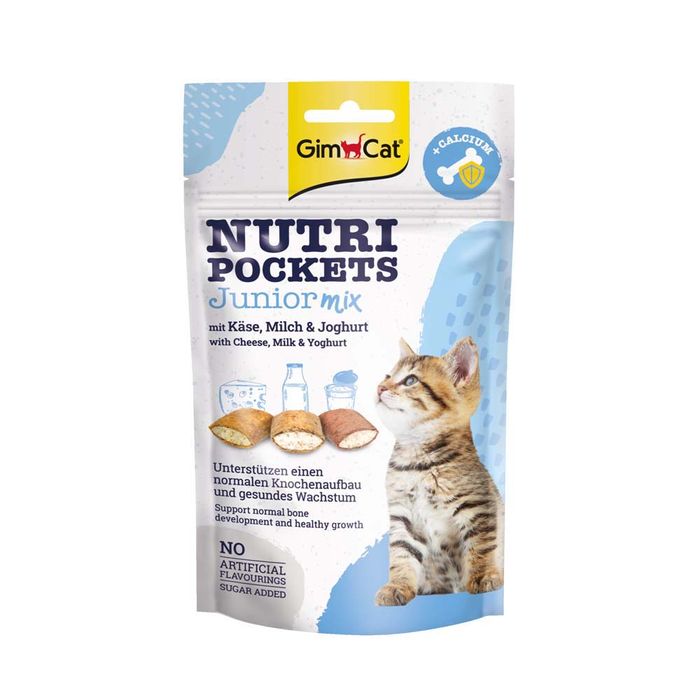 GimCat®
+ CALCIUM
NUTRI
POCKETS
Junior mix
mit Käse, Milch & Joghurt
with Cheese, Milk & Yoghurt
Unterstützen einen
normalen Knochenaufbau
und gesundes Wachstum
Support normal bone
development and healthy growth
NO
ARTIFICIAL
FLAVOURINGS
SUGAR ADDED